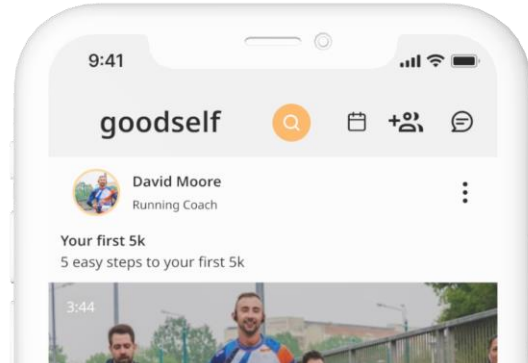 9:41
goodself
David Moore
Running Coach
Your first 5k
5 easy steps to your first 5k
3:44